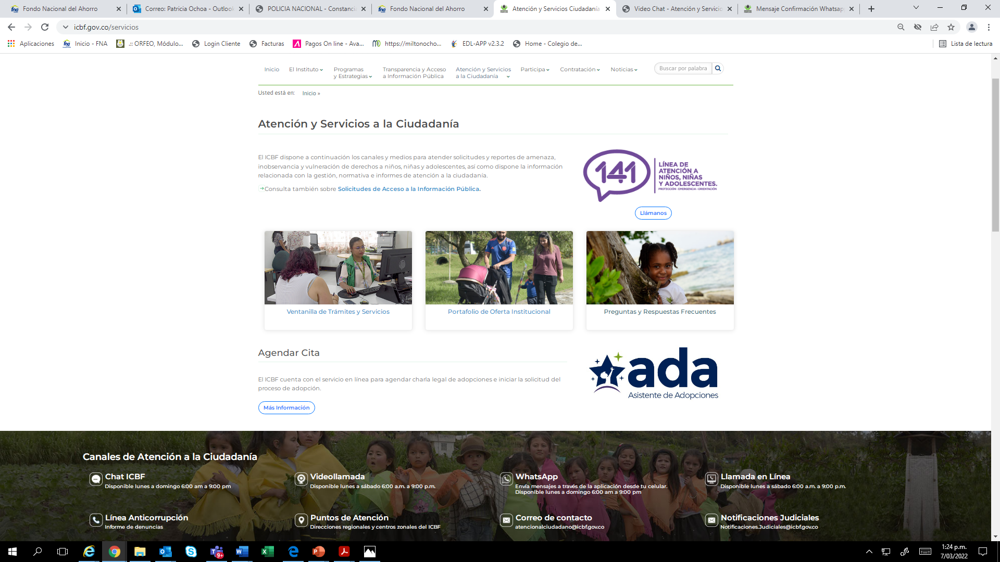 Fondo Nacional del Ahorro
Correo: Patricia Ochoa - Outlook
POLICIA NACIONAL - Constancia
Fondo Nacional del Ahorro
Atención y Servicios Ciudadanía
Video Chat - Atención y Servicio
Mensaje Confirmación Whatsap
icbf.gov.co/servicios
Aplicaciones
Inicio - FNA
.:: ORFEO, Módulo...
Login Cliente
Facturas
Pagos On line - Ava...
https://miltonocho...
EDL-APP v2.3.2
Home - Colegio de...
Lista de lectura
Inicio
El Instituto
Programas
y Estrategias
Transparencia y Acceso
a Información Pública
Atención y Servicios
a la Ciudadanía
Participa
Contratación
Noticias
Buscar por palabra
Usted está en: Inicio »
Atención y Servicios a la Ciudadanía
El ICBF dispone a continuación los canales y medios para atender solicitudes y reportes de amenaza,
inobservancia y vulneración de derechos a niños, niñas y adolescentes, así como dispone la información
relacionada con la gestión, normativa e informes de atención a la ciudadanía.
Consulta también sobre Solicitudes de Acceso a la Información Pública.
141
LÍNEA DE
ATENCIÓN A
NIÑOS, NIÑAS
Y ADOLESCENTES.
PROTECCIÓN - EMERGENCIA - ORIENTACIÓN
Llámanos
Ventanilla de Trámites y Servicios
Portafolio de Oferta Institucional
Preguntas y Respuestas Frecuentes
Agendar Cita
El ICBF cuenta con el servicio en línea para agendar charla legal de adopciones e iniciar la solicitud del
proceso de adopción.
Más Información
ada
Asistente de Adopciones
Canales de Atención a la Ciudadanía
Chat ICBF
Disponible lunes a domingo 6:00 am a 9:00 pm
Videollamada
Disponible lunes a sábado 6:00 a.m. a 9:00 p.m.
WhatsApp
Envía mensajes a través de la aplicación desde tu celular.
Disponible lunes a domingo 6:00 am a 9:00 pm
Llamada en Línea
Disponible lunes a sábado 6:00 a.m. a 9:00 p.m.
Línea Anticorrupción
Informe de denuncias
Puntos de Atención
Direcciones regionales y centros zonales del ICBF
Correo de contacto
atencionalciudadano@icbf.gov.co
Notificaciones Judiciales
Notificaciones.Judiciales@icbf.gov.co
9+
1:24 p.m.
7/03/2022